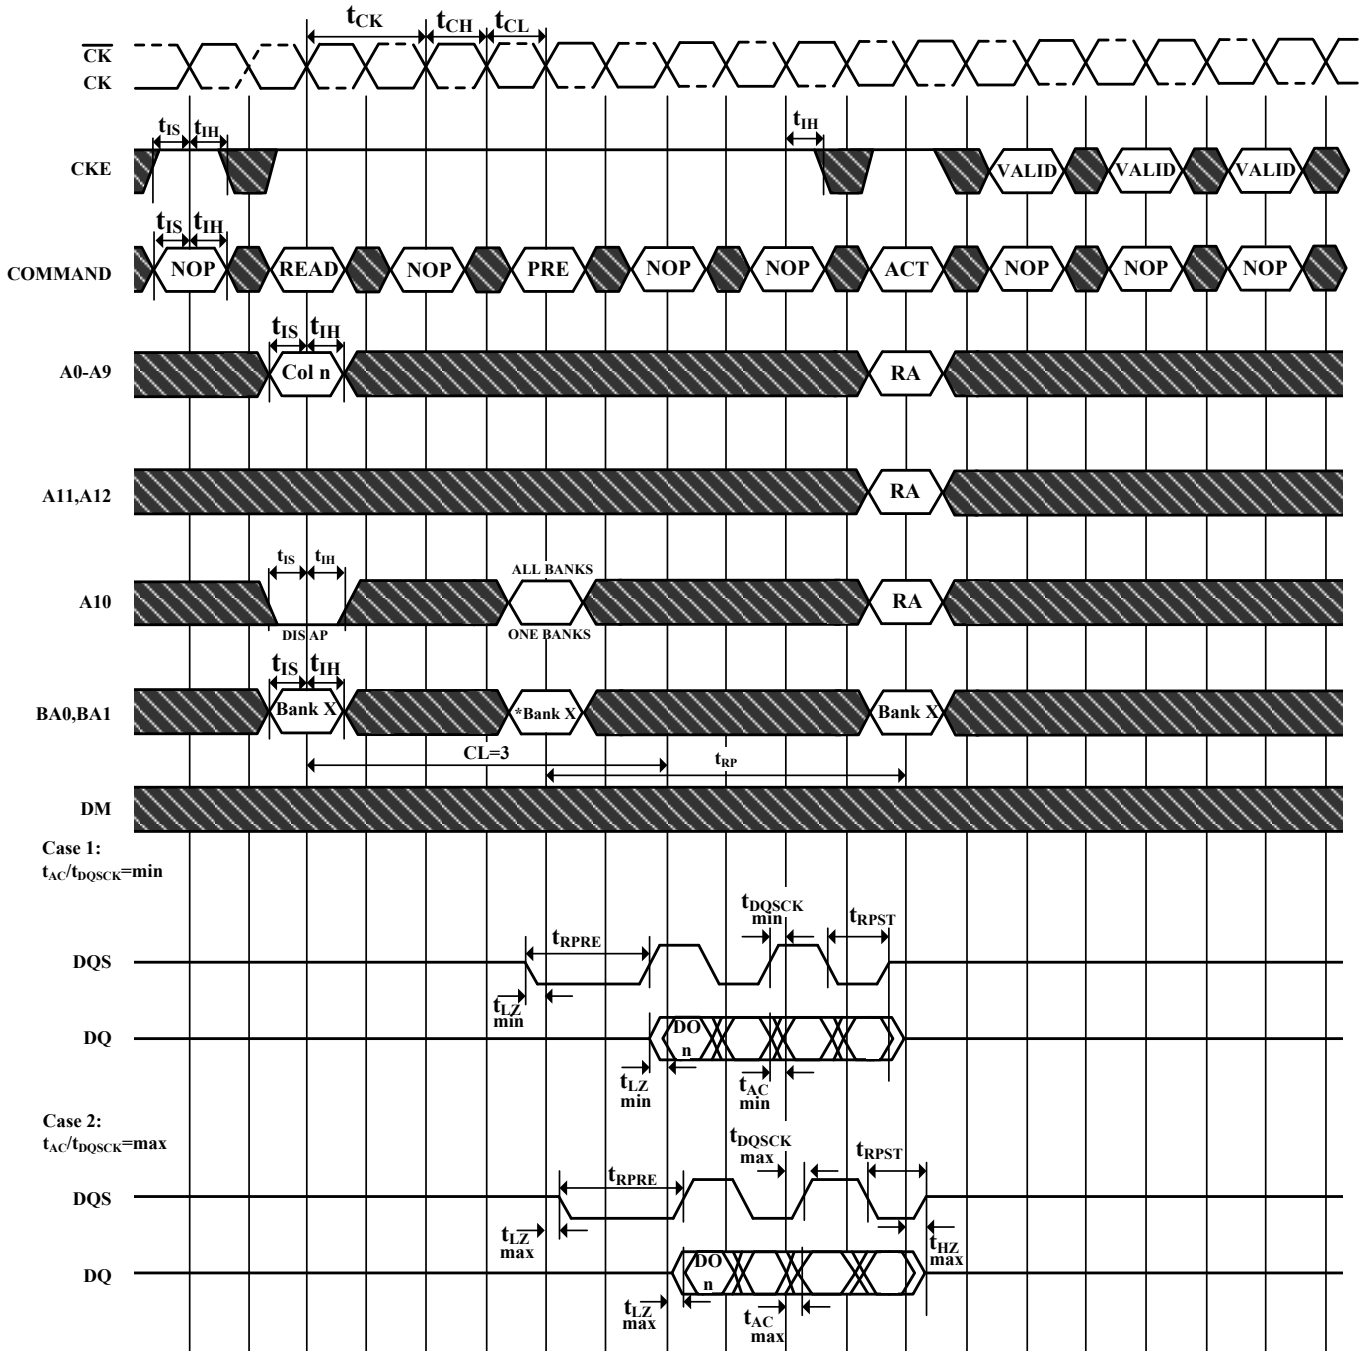 tCK tCH tCL
CK
CK
tIS tIH tIH
CKE VALID VALID VALID
tIS tIH
COMMAND NOP READ NOP PRE NOP NOP ACT NOP NOP NOP
tIS tIH
A0-A9 Col n RA
A11,A12 RA
tIS tIH ALL BANKS
A10 RA
DIS AP ONE BANKS
tIS tIH
BA0,BA1 Bank X *Bank X Bank X
CL=3 tRP
DM
Case 1:
tAC/tDQSCK=min
tDQSCK min tRPST
tRPRE
DQS
tLZ min
DQ DO n
tLZ min tAC min
Case 2:
tAC/tDQSCK=max
tDQSCK max tRPST
tRPRE
DQS
tLZ max tHZ max
DQ DO n
tLZ max tAC max